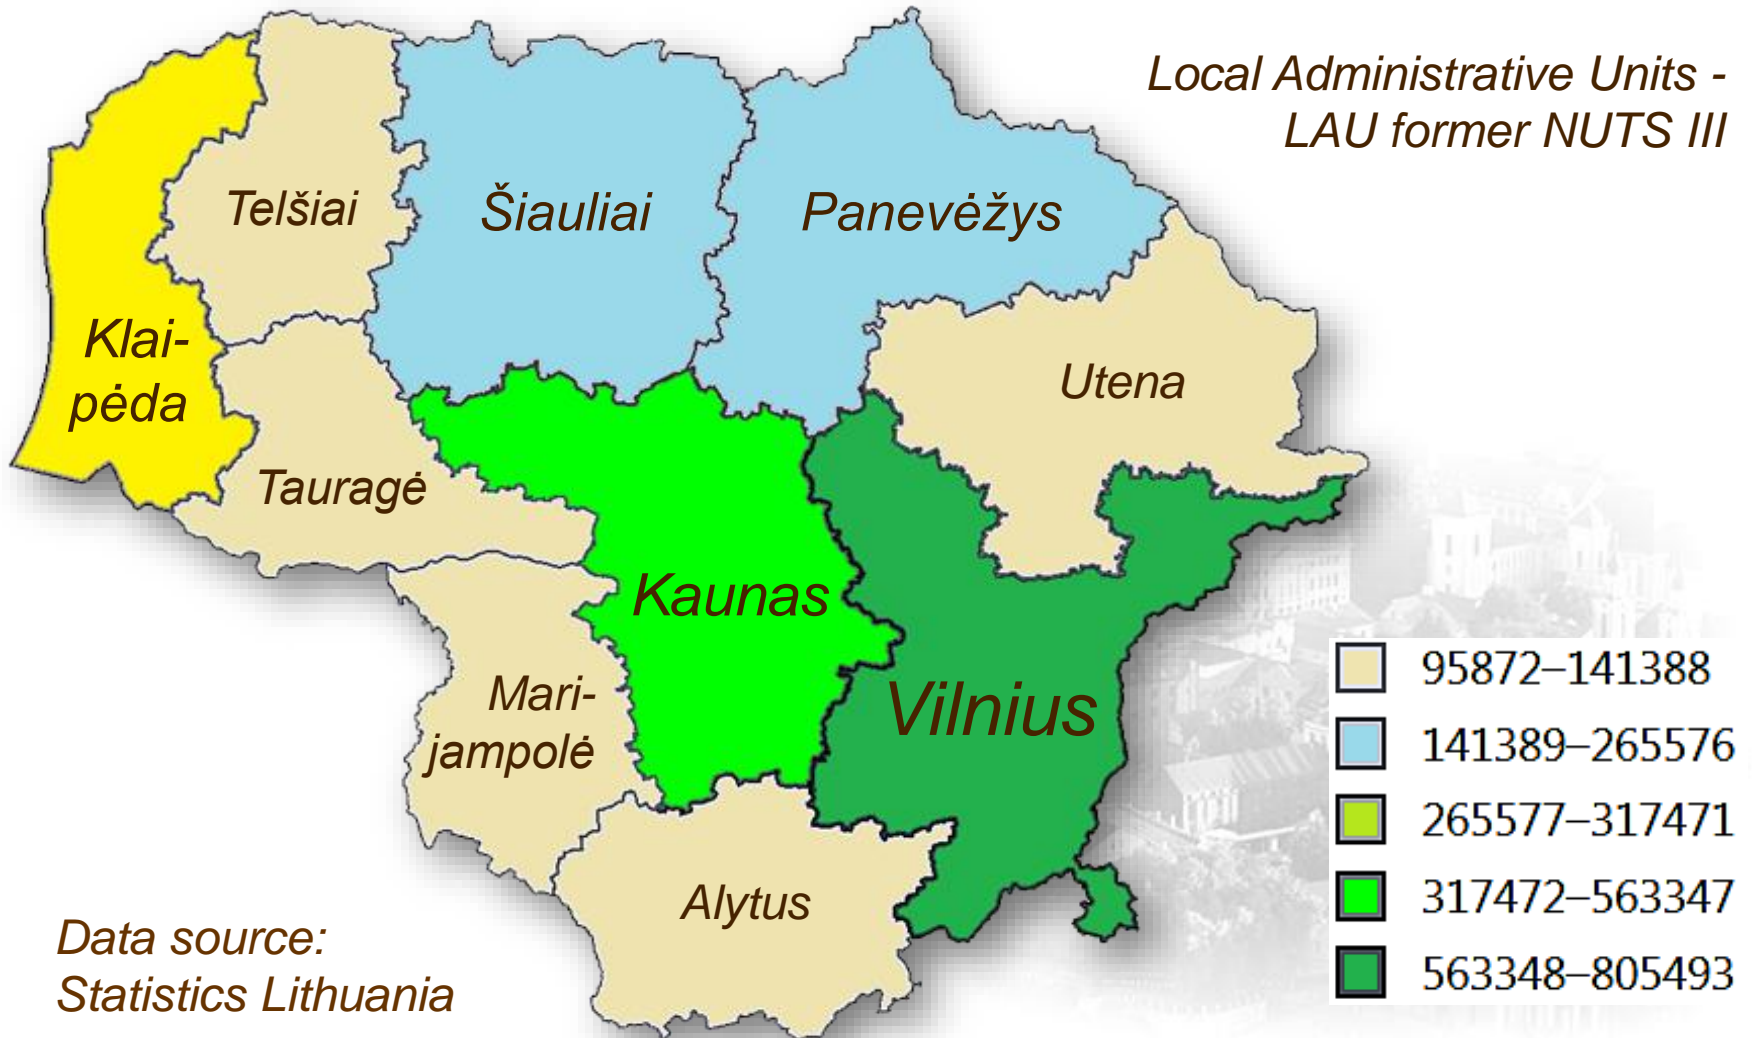 Local Administrative Units -
LAU former NUTS III
Telšiai
Šiauliai
Panevėžys
Klai-
pėda
Utena
Tauragė
Kaunas
Mari-
jampolė
Vilnius
Alytus
95872–141388
141389–265576
265577–317471
317472–563347
563348–805493
Data source:
Statistics Lithuania